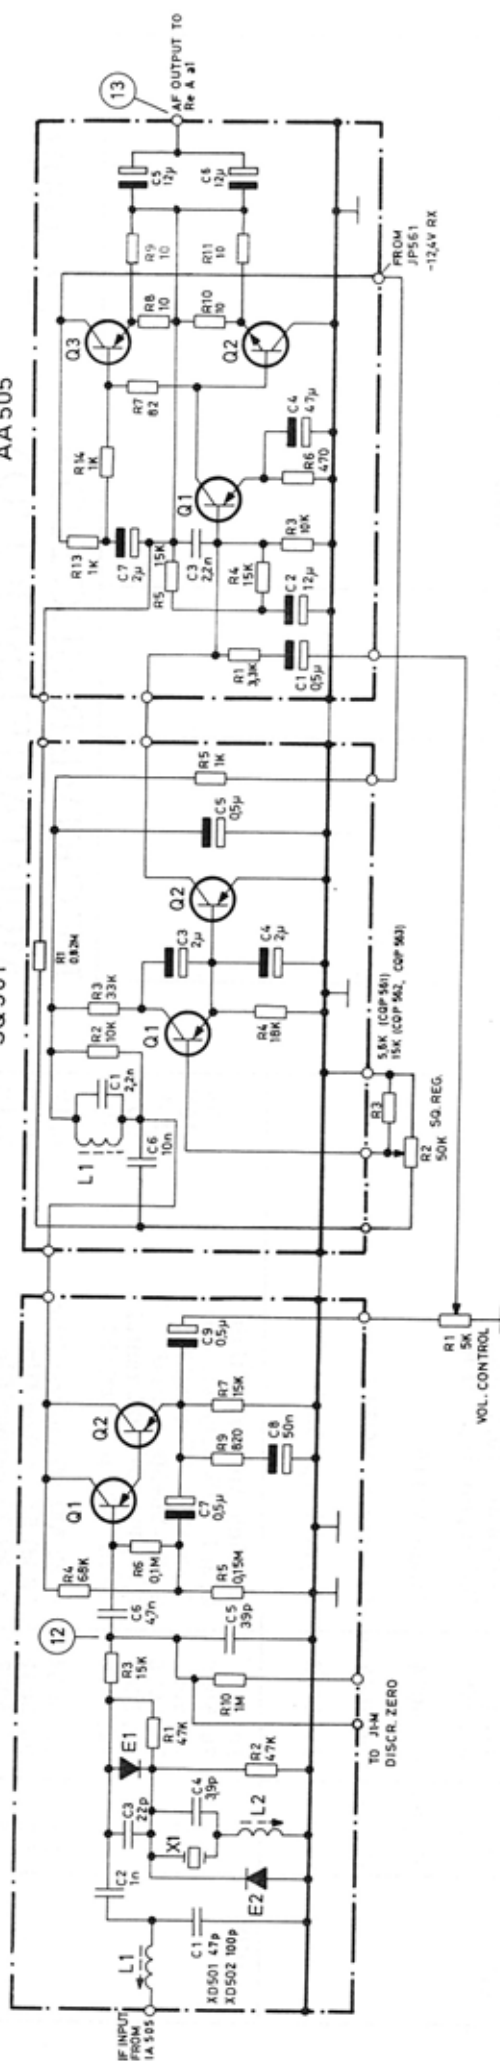 IF INPUT
FROM
IA 505
L1
C1 47p
XD501
XD502 100p
C2
1n
C3
22p
E1
R1
47K
X1
C4
3,9p
L2
E2
R2
47K
R3
15K
12
C6
47n
R10
1M
C5
39p
TO J1-M
DISCR. ZERO
R4
68K
R6
0,1M
R5
0,15M
Q1
Q2
C7
0,5µ
R9
820
C8
50n
R7
15K
C9
0,5µ
R1
5K
VOL. CONTROL
L1
C1
2,2n
C6
10n
R2
10K
R3
33K
Q1
R4
18K
C3
2µ
C4
2µ
Q2
R1
0,82M
C5
0,5µ
R5
1K
R2
50K
SQ. REG.
R3
5,6K (CQP 561)
15K (CQP 562, CQP 563)
AA505
R1
3,3K
C1
0,5µ
C2
12µ
R4
15K
R3
10K
R5
15K
C3
2,2n
C7
2µ
R13
1K
R14
1K
Q1
R6
470
C4
47µ
R7
82
Q3
Q2
R8
10
R10
10
R9
10
R11
10
C5
12µ
C6
12µ
13
AF OUTPUT TO
Re A a1
FROM
JP561
-12,4V RX